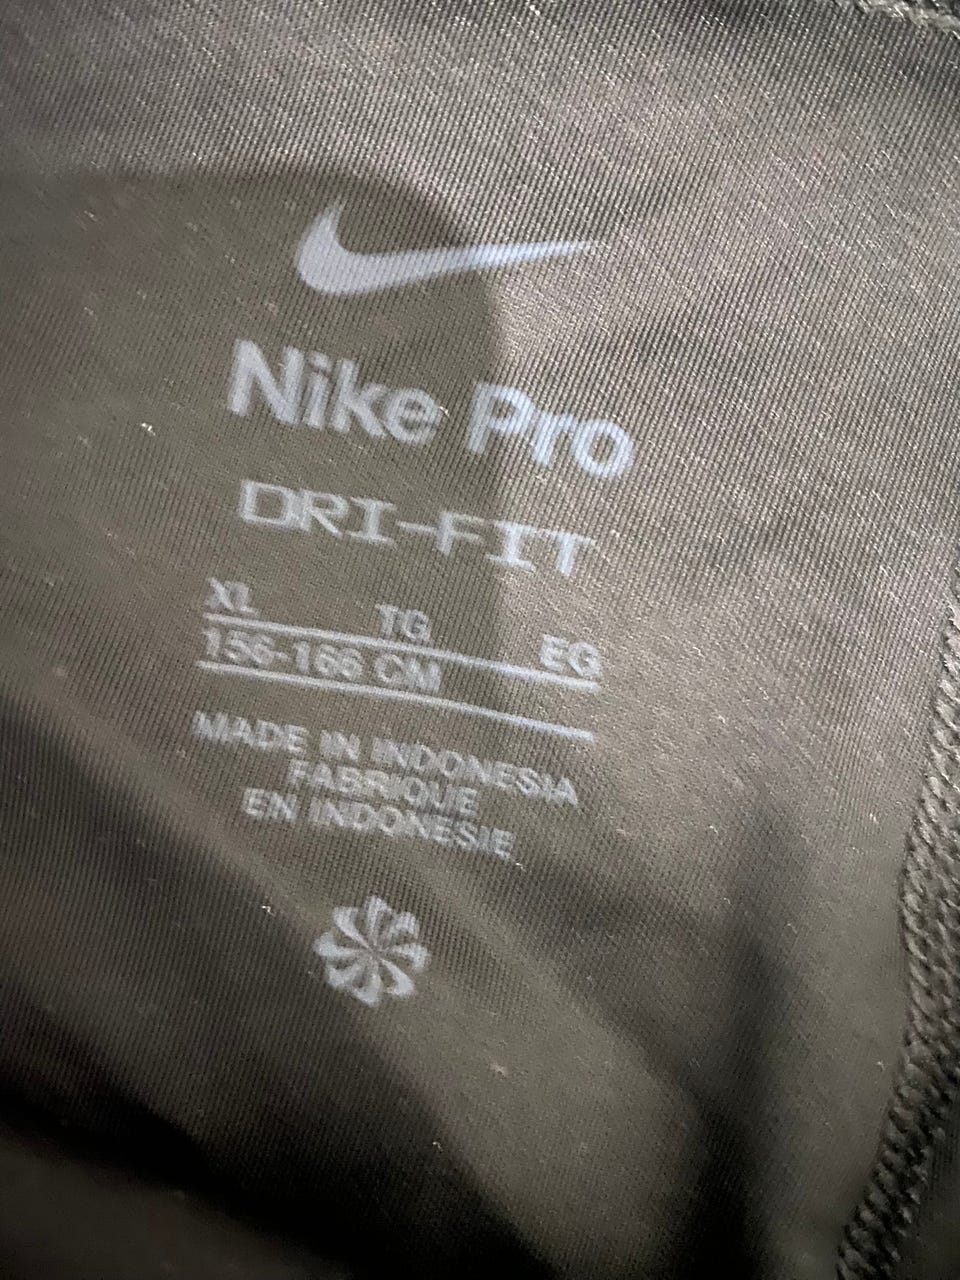 Nike Pro
DRI-FIT
XL TG EG
156-166 CM
MADE IN INDONESIA
FABRIQUE
EN INDONESIE